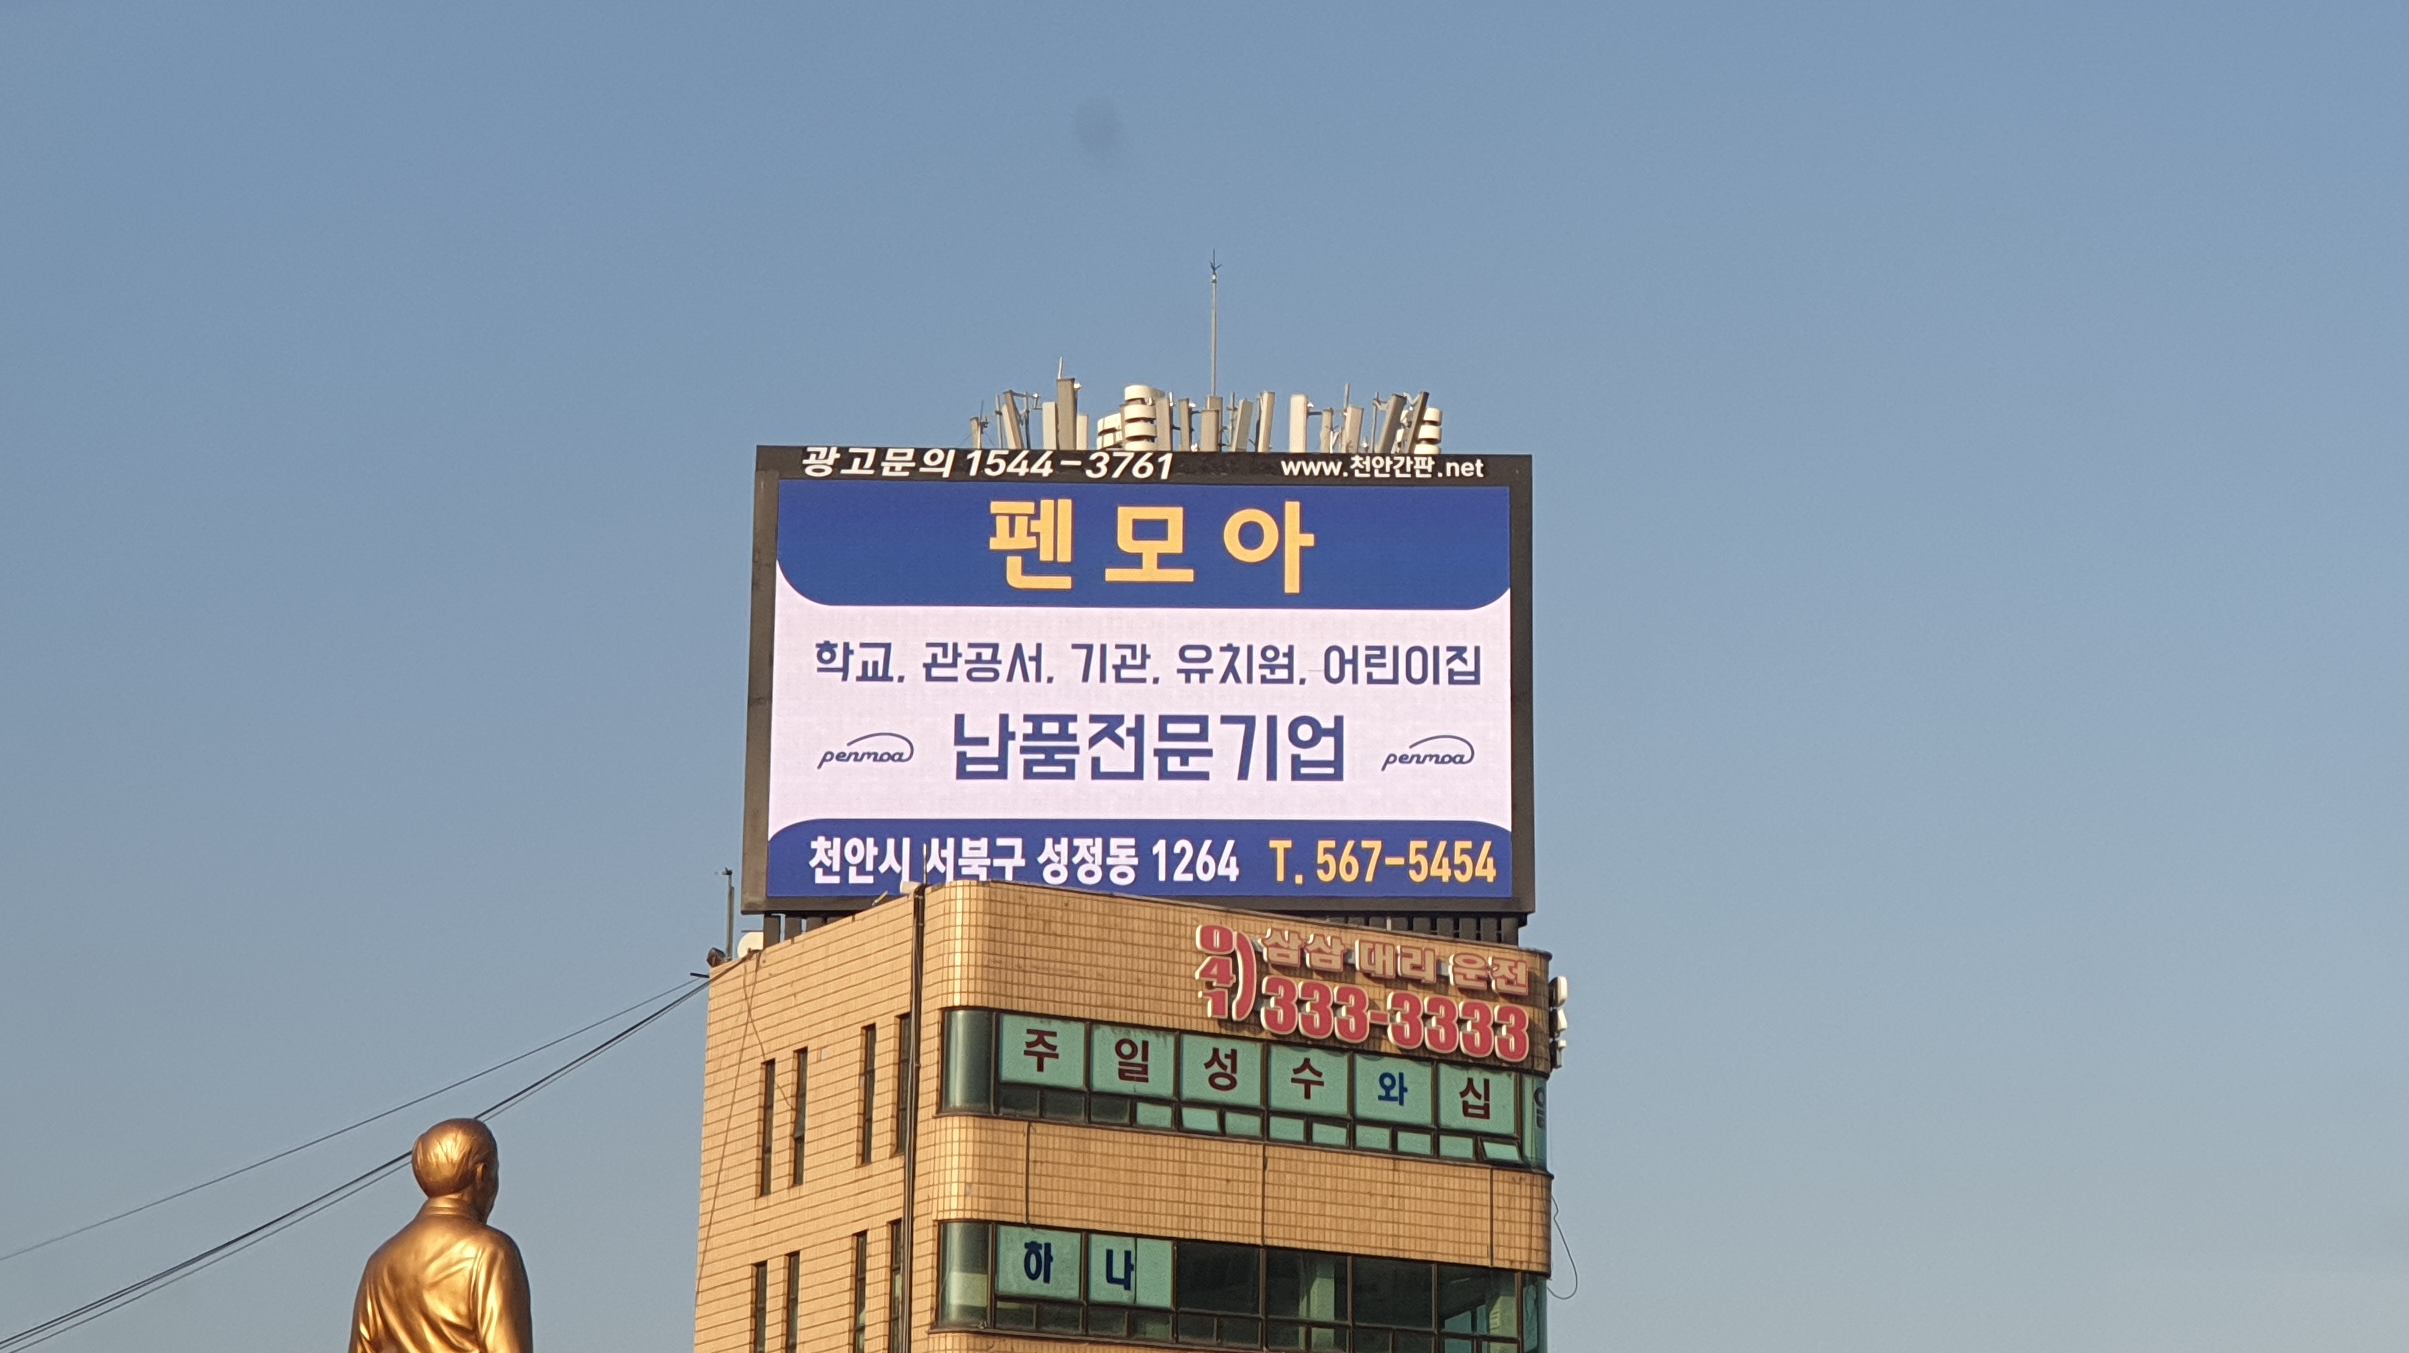 광고문의 1544-3761 www.천안간판.net
펜모아
학교, 관공서, 기관, 유치원, 어린이집
penmoa 납품전문기업 penmoa
천안시 서북구 성정동 1264 T. 567-5454
041) 삼삼 대리 운전
333-3333
주일성수와십일
하나